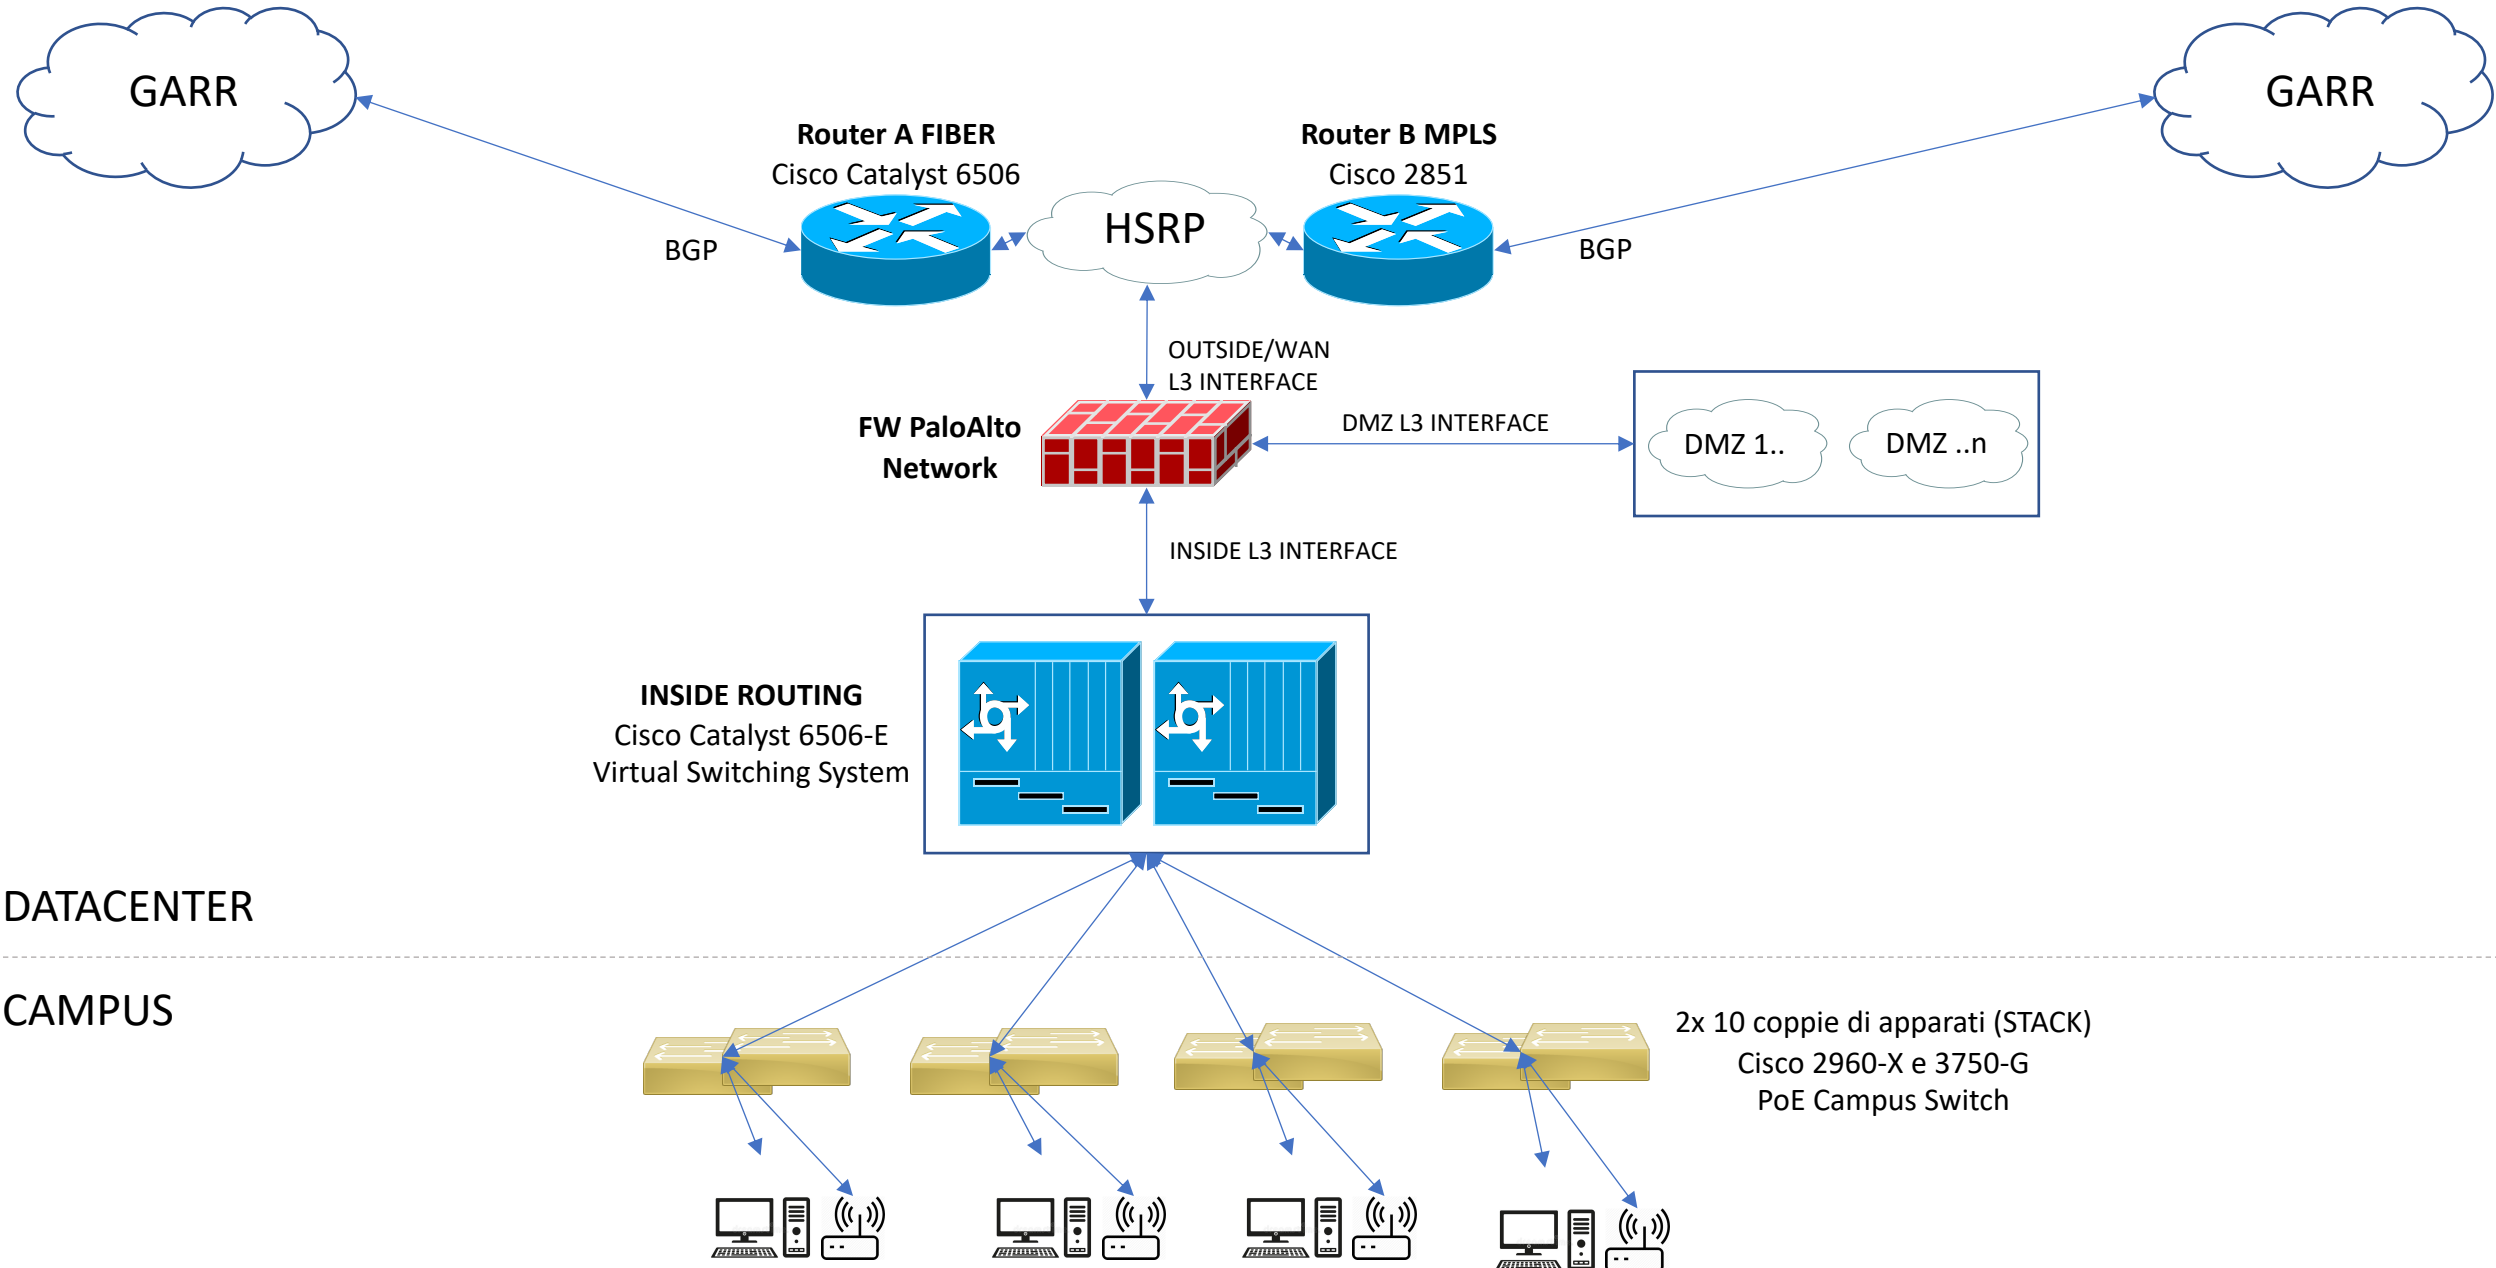 GARR
GARR
Router A FIBER
Cisco Catalyst 6506
Router B MPLS
Cisco 2851
HSRP
BGP
BGP
OUTSIDE/WAN
L3 INTERFACE
FW PaloAlto
Network
DMZ L3 INTERFACE
DMZ 1..
DMZ ..n
INSIDE L3 INTERFACE
INSIDE ROUTING
Cisco Catalyst 6506-E
Virtual Switching System
DATACENTER
CAMPUS
2x 10 coppie di apparati (STACK)
Cisco 2960-X e 3750-G
PoE Campus Switch